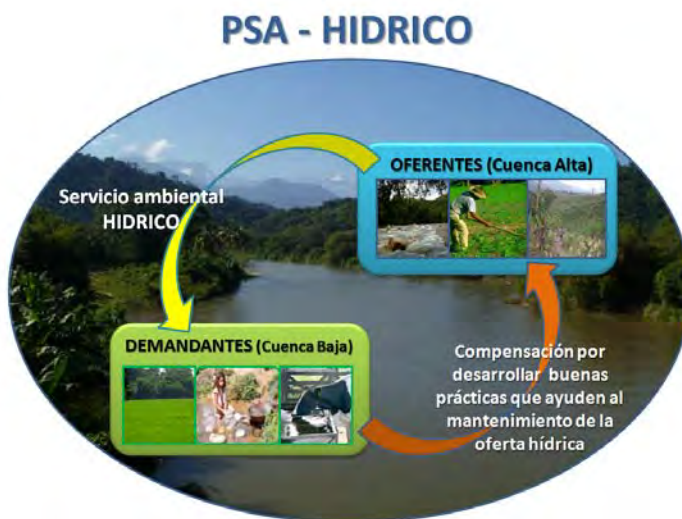 PSA - HIDRICO
OFERENTES (Cuenca Alta)
Servicio ambiental
HIDRICO
DEMANDANTES (Cuenca Baja)
Compensación por
desarrollar buenas
prácticas que ayuden al
mantenimiento de la
oferta hídrica